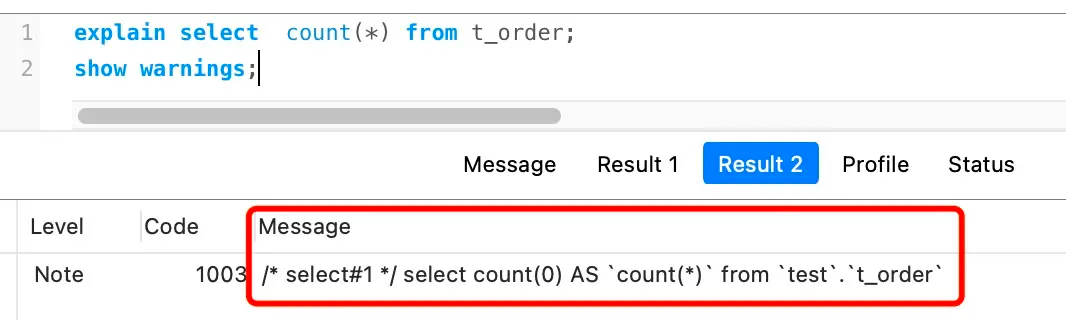 1 explain select  count(*) from t_order;
2 show warnings;
Message Result 1 Result 2 Profile Status
Level Code Message
Note 1003 /* select#1 */ select count(0) AS `count(*)` from `test`.`t_order`